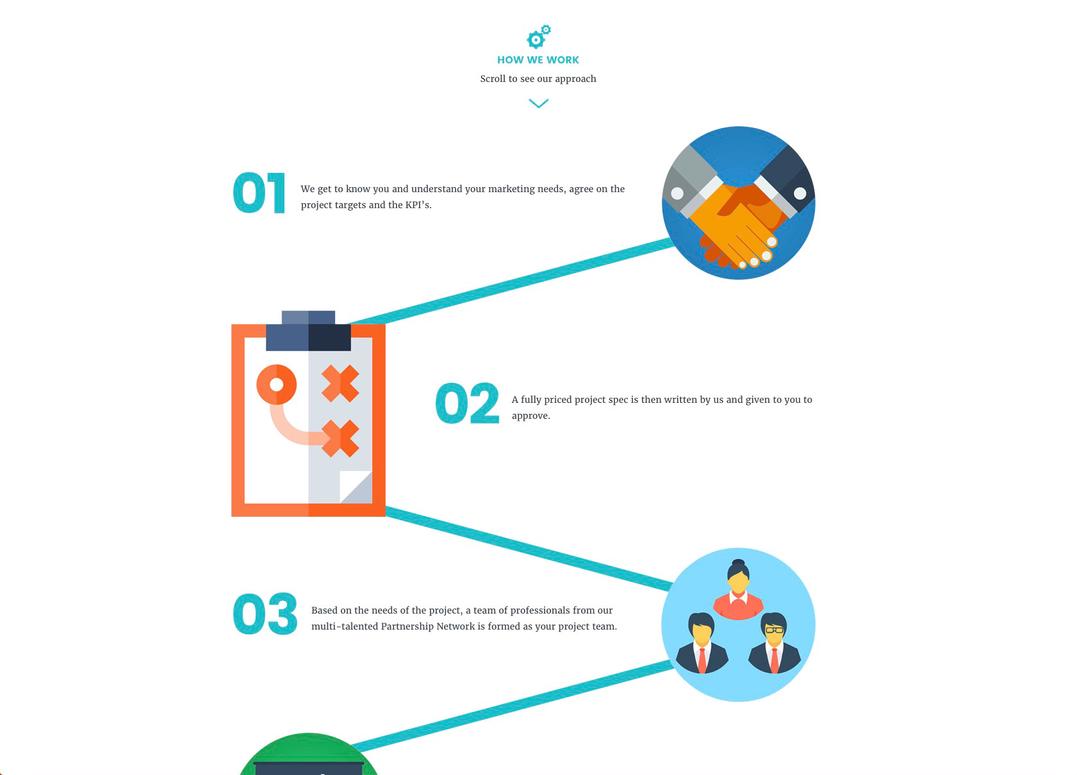 HOW WE WORK
Scroll to see our approach
01
We get to know you and understand your marketing needs, agree on the
project targets and the KPI's.
02
A fully priced project spec is then written by us and given to you to
approve.
03
Based on the needs of the project, a team of professionals from our
multi-talented Partnership Network is formed as your project team.